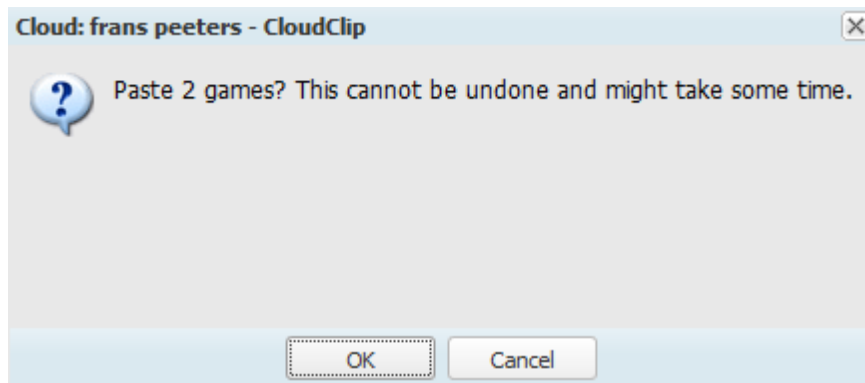 Cloud: frans peeters - CloudClip
Paste 2 games? This cannot be undone and might take some time.
OK
Cancel